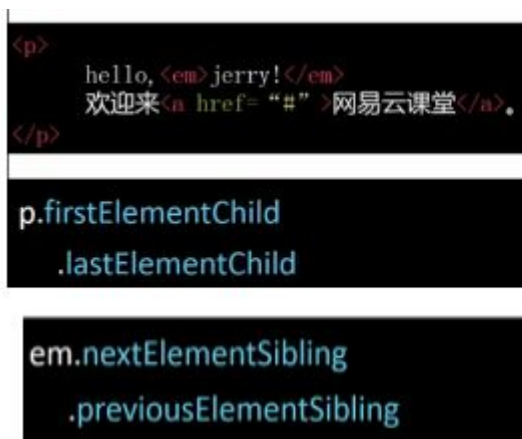 <p>
hello,<em>jerry!</em>
欢迎来<a href= “#” >网易云课堂</a>。
</p>
p.firstElementChild
.lastElementChild
em.nextElementSibling
.previousElementSibling